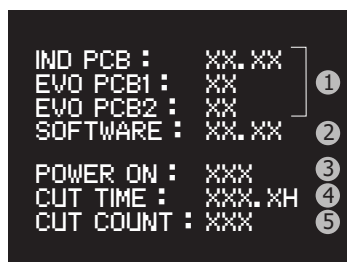 IND PCB : XX.XX
EVO PCB1 : XX 1
EVO PCB2 : XX
SOFTWARE : XX.XX 2
POWER ON : XXX 3
CUT TIME : XXX.XH 4
CUT COUNT : XXX 5